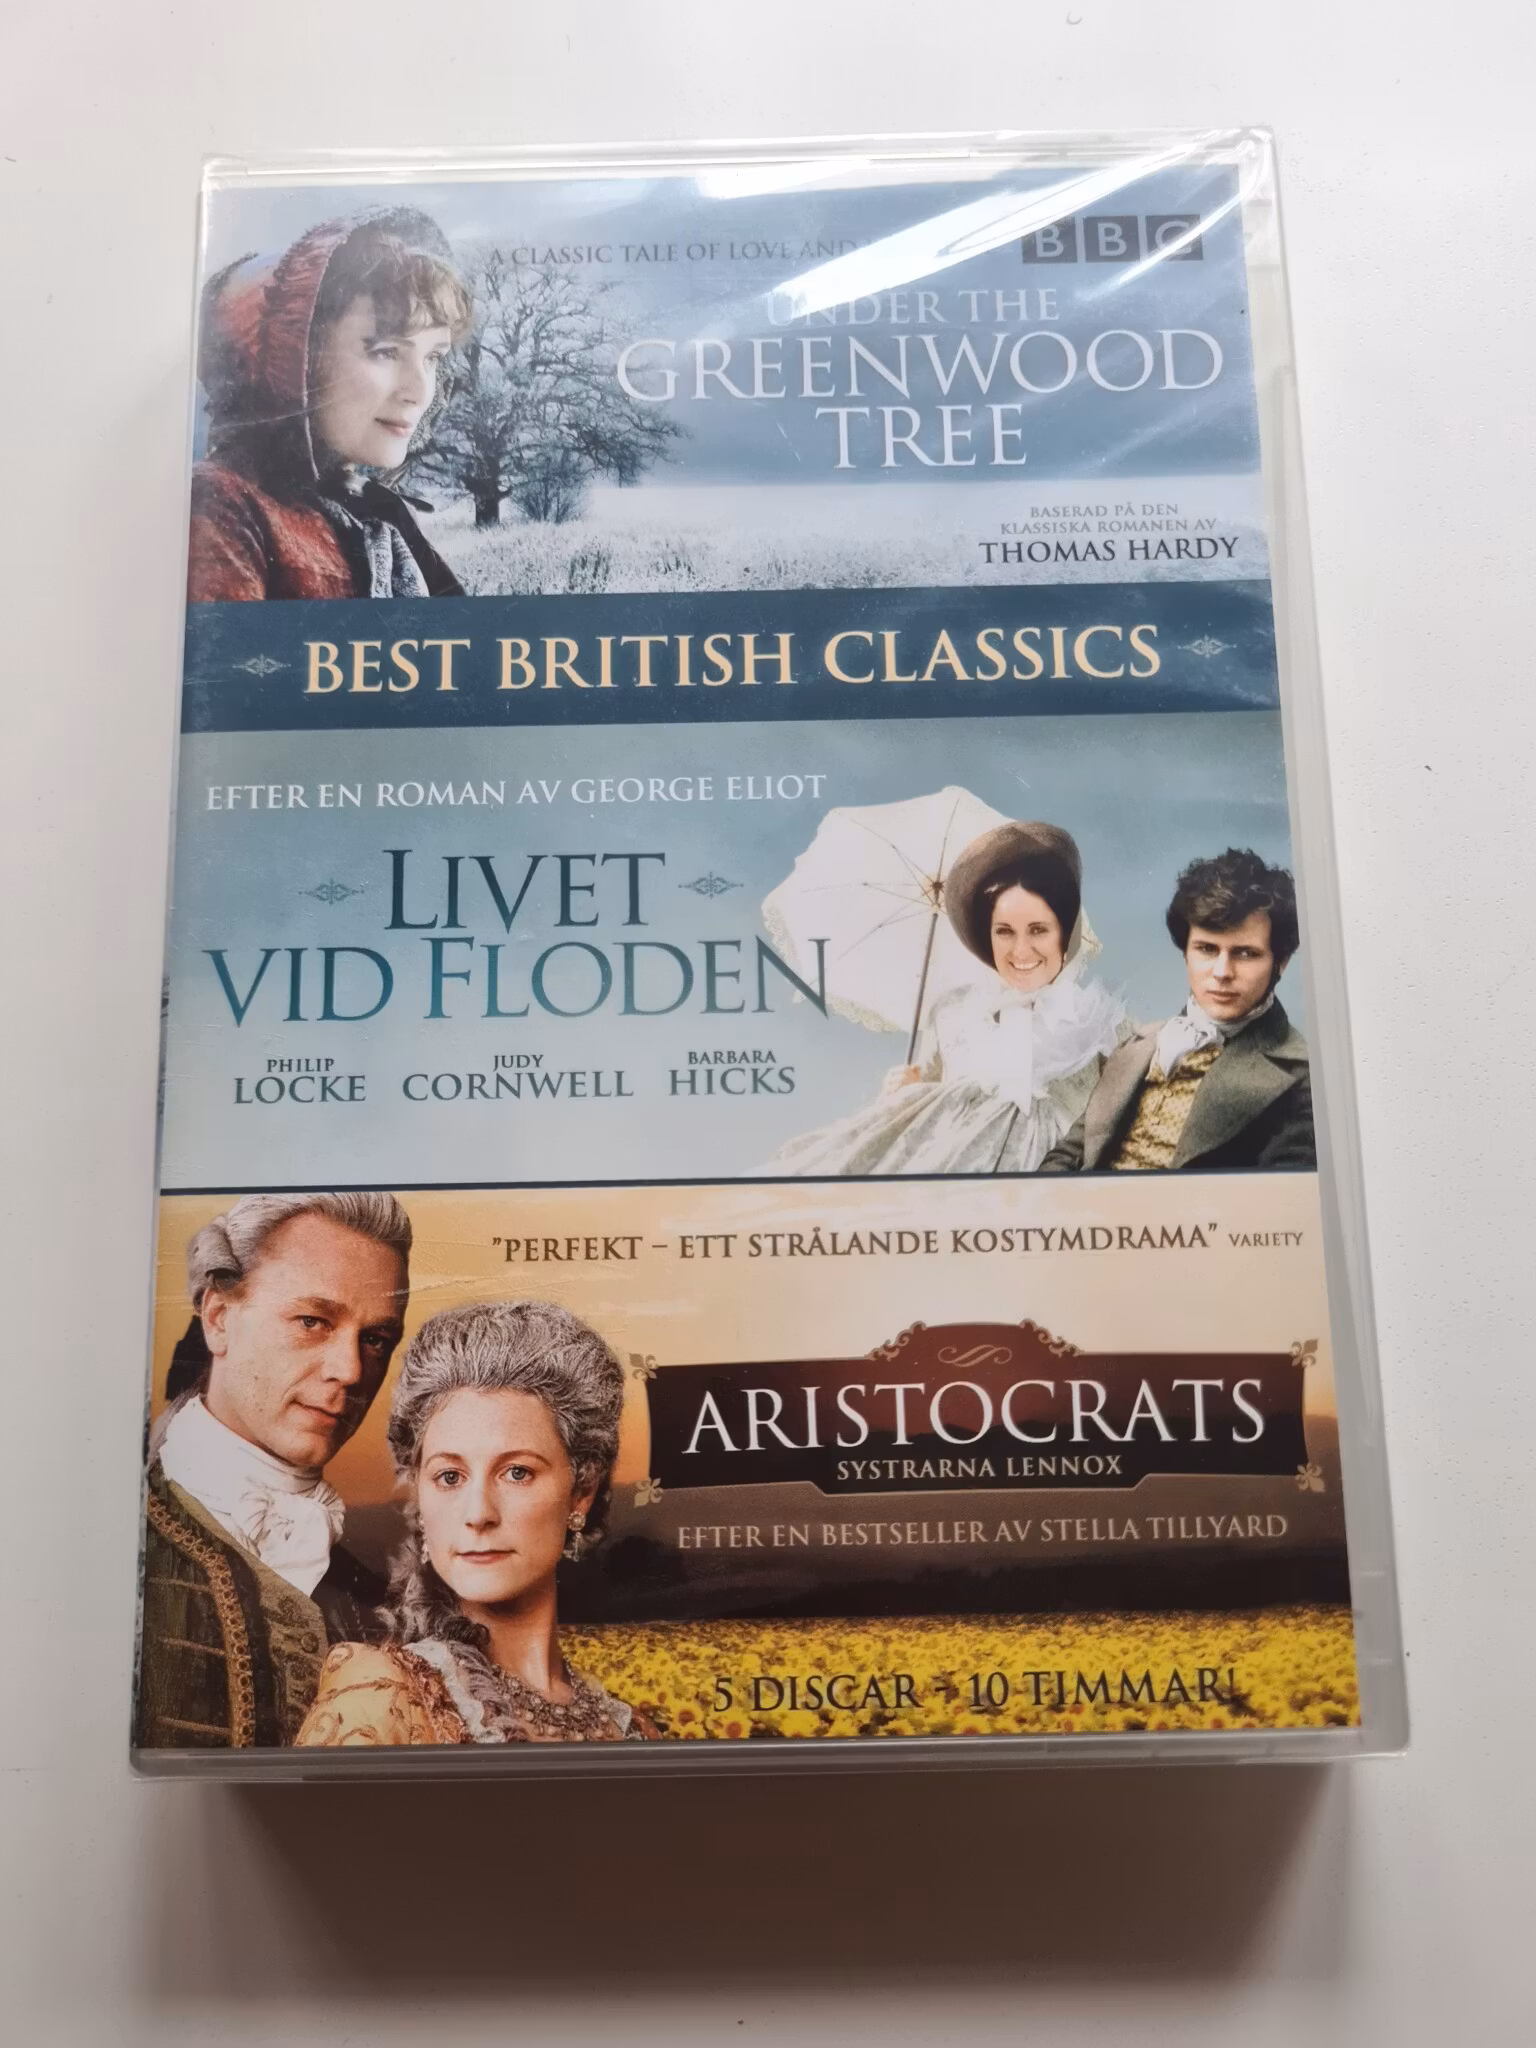 A CLASSIC TALE OF LOVE AND
BBC
UNDER THE
GREENWOOD
TREE
BASERAD PÅ DEN
KLASSISKA ROMANEN AV
THOMAS HARDY
BEST BRITISH CLASSICS
EFTER EN ROMAN AV GEORGE ELIOT
LIVET
VID FLODEN
PHILIP LOCKE
JUDY CORNWELL
BARBARA HICKS
"PERFEKT – ETT STRÅLANDE KOSTYMDRAMA" VARIETY
ARISTOCRATS
SYSTRARNA LENNOX
EFTER EN BESTSELLER AV STELLA TILLYARD
5 DISCAR - 10 TIMMAR!